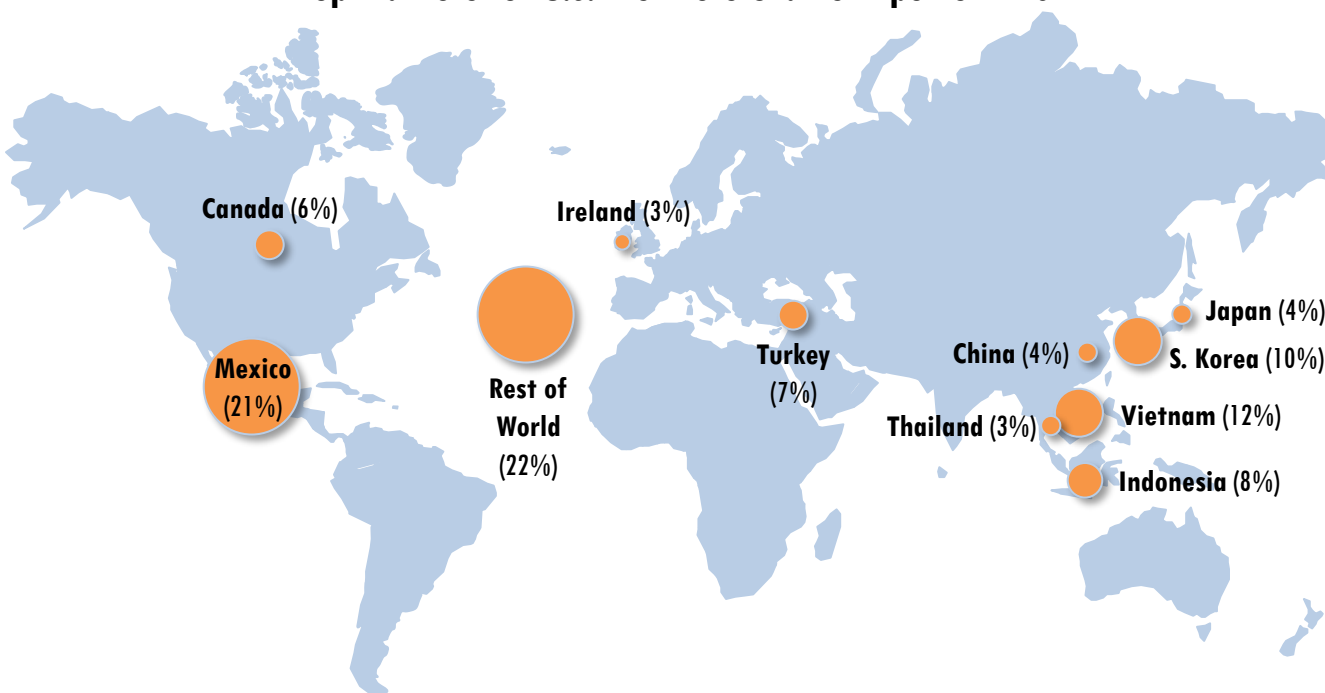 Canada (6%)
Ireland (3%)
Japan (4%)
China (4%)
S. Korea (10%)
Mexico
(21%)
Turkey
(7%)
Rest of
World
(22%)
Vietnam (12%)
Thailand (3%)
Indonesia (8%)